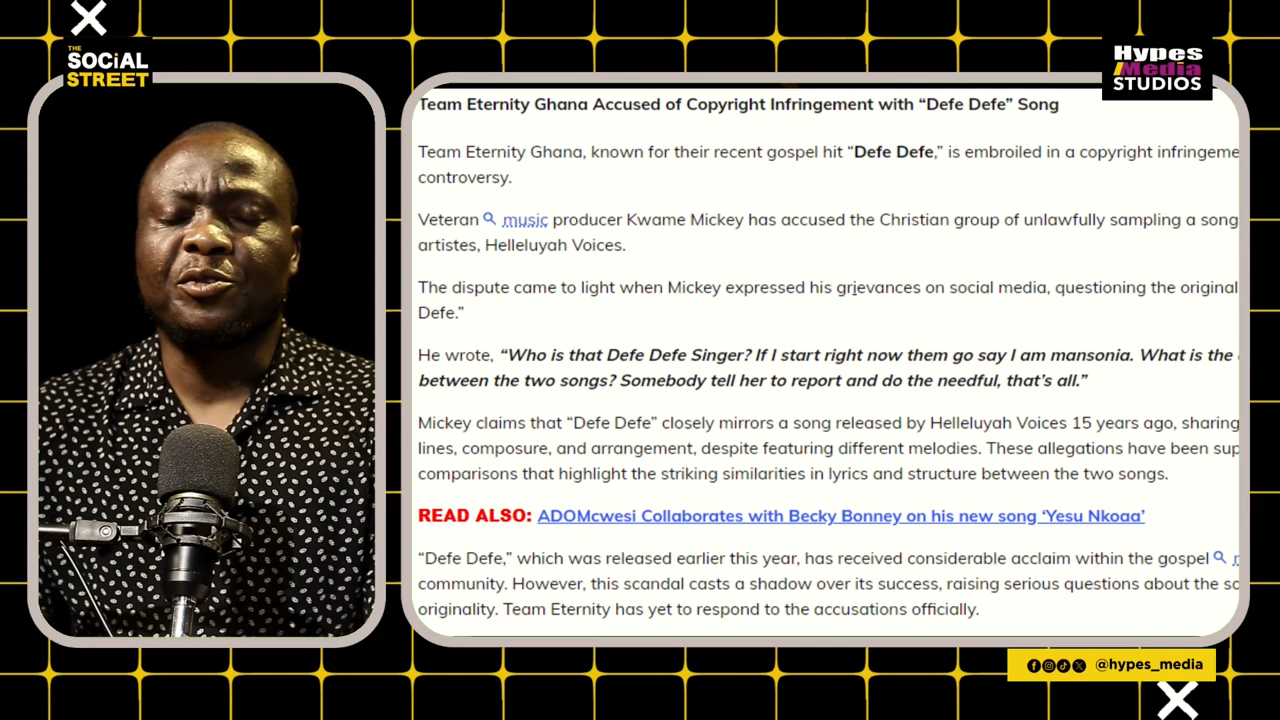 THE
SOCiAL
STREET
Hypes
Media
STUDIOS
Team Eternity Ghana Accused of Copyright Infringement with “Defe Defe” Song
Team Eternity Ghana, known for their recent gospel hit “Defe Defe,” is embroiled in a copyright infringeme
controversy.
Veteran music producer Kwame Mickey has accused the Christian group of unlawfully sampling a song
artistes, Helleluyah Voices.
The dispute came to light when Mickey expressed his grievances on social media, questioning the original
Defe.”
He wrote, “Who is that Defe Defe Singer? If I start right now them go say I am mansonia. What is the
between the two songs? Somebody tell her to report and do the needful, that’s all.”
Mickey claims that “Defe Defe” closely mirrors a song released by Helleluyah Voices 15 years ago, sharing
lines, composure, and arrangement, despite featuring different melodies. These allegations have been sup
comparisons that highlight the striking similarities in lyrics and structure between the two songs.
READ ALSO: ADOMcwesi Collaborates with Becky Bonney on his new song ‘Yesu Nkoaa’
“Defe Defe,” which was released earlier this year, has received considerable acclaim within the gospel
community. However, this scandal casts a shadow over its success, raising serious questions about the so
originality. Team Eternity has yet to respond to the accusations officially.
@hypes_media